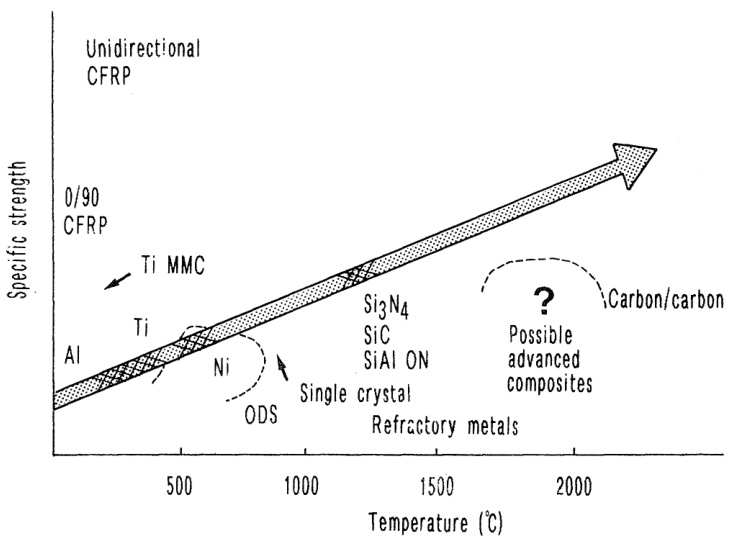 Unidirectional
CFRP
Specific strength
0/90
CFRP
Ti MMC
Al
Ti
Ni
ODS
Single crystal
Refractory metals
Si₃N₄
SiC
SiAl ON
?
Possible
advanced
composites
Carbon/carbon
500
1000
1500
2000
Temperature (℃)